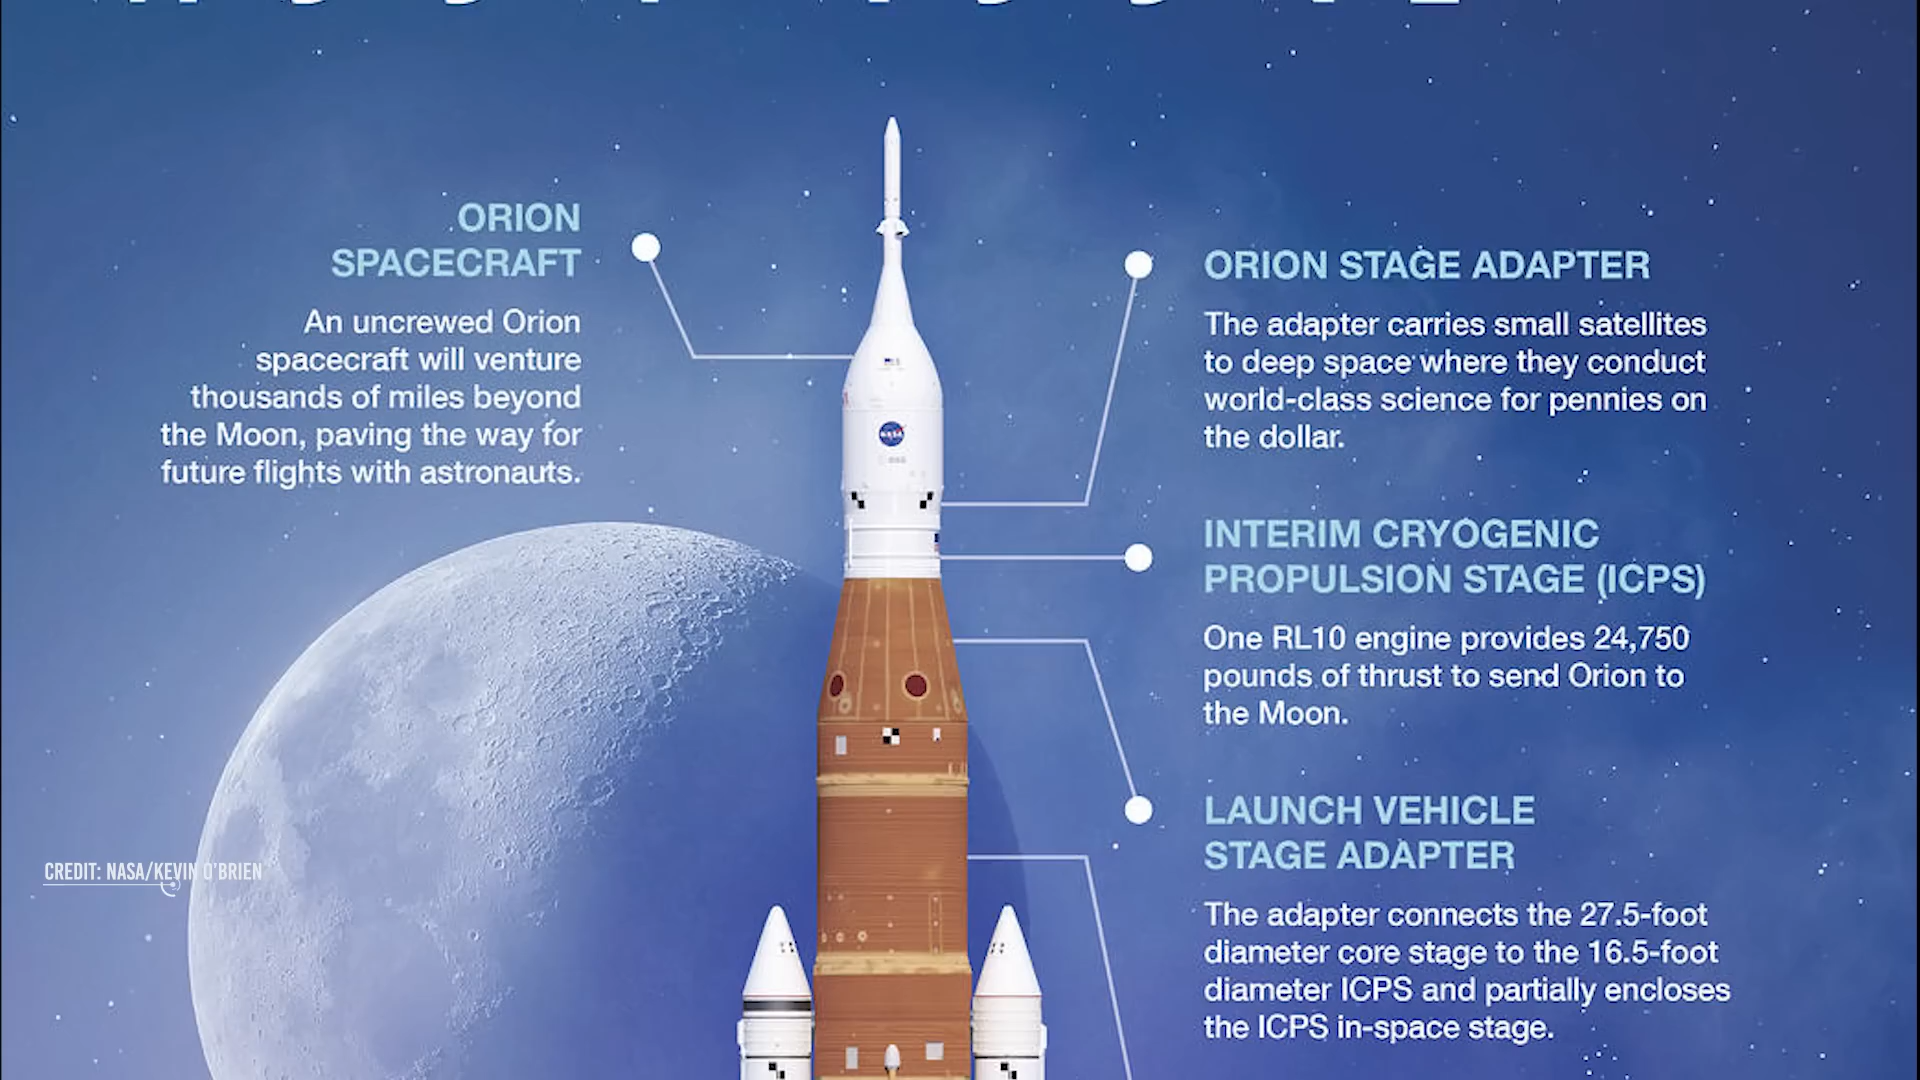 ORION
SPACECRAFT
An uncrewed Orion
spacecraft will venture
thousands of miles beyond
the Moon, paving the way for
future flights with astronauts.
ORION STAGE ADAPTER
The adapter carries small satellites
to deep space where they conduct
world-class science for pennies on
the dollar.
INTERIM CRYOGENIC
PROPULSION STAGE (ICPS)
One RL10 engine provides 24,750
pounds of thrust to send Orion to
the Moon.
LAUNCH VEHICLE
STAGE ADAPTER
The adapter connects the 27.5-foot
diameter core stage to the 16.5-foot
diameter ICPS and partially encloses
the ICPS in-space stage.
NASA
CREDIT: NASA/KEVIN O'BRIEN